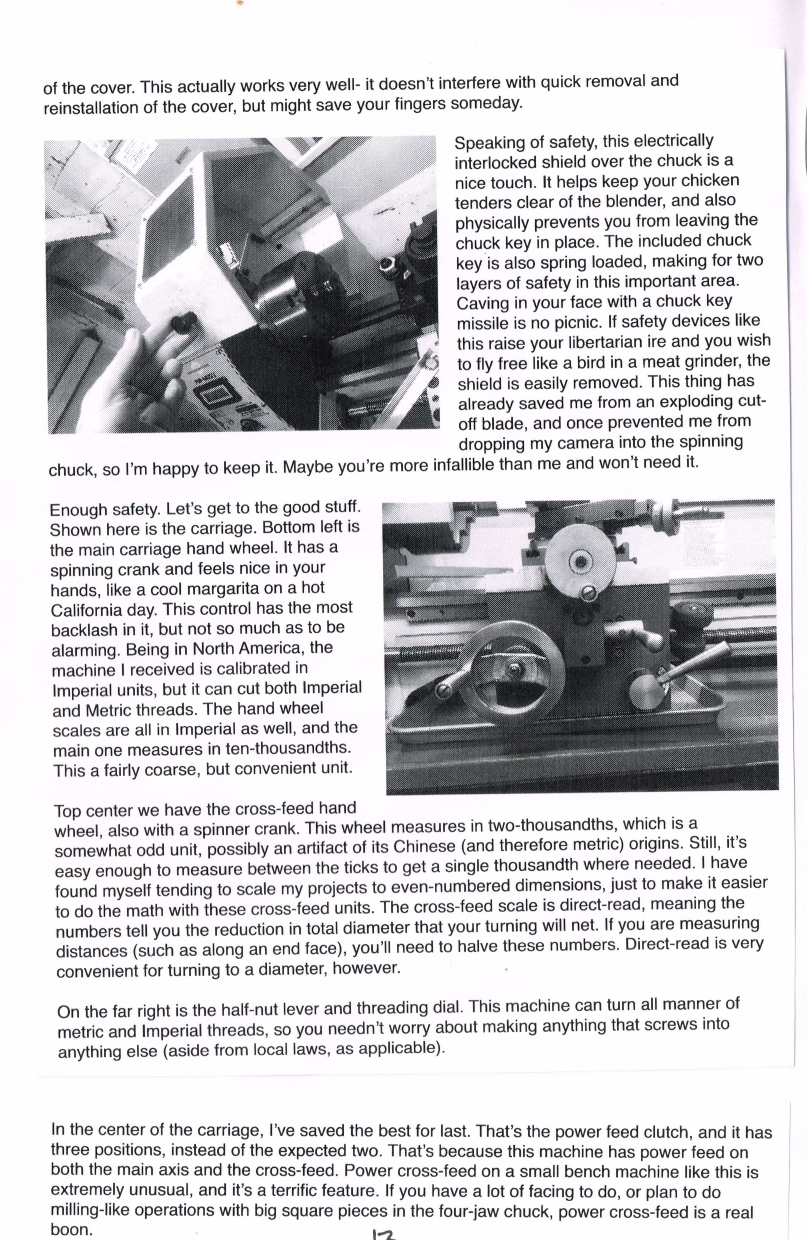 of the cover. This actually works very well- it doesn't interfere with quick removal and
reinstallation of the cover, but might save your fingers someday.
Speaking of safety, this electrically
interlocked shield over the chuck is a
nice touch. It helps keep your chicken
tenders clear of the blender, and also
physically prevents you from leaving the
chuck key in place. The included chuck
key is also spring loaded, making for two
layers of safety in this important area.
Caving in your face with a chuck key
missile is no picnic. If safety devices like
this raise your libertarian ire and you wish
to fly free like a bird in a meat grinder, the
shield is easily removed. This thing has
already saved me from an exploding cut-
off blade, and once prevented me from
dropping my camera into the spinning
chuck, so I'm happy to keep it. Maybe you're more infallible than me and won't need it.
Enough safety. Let's get to the good stuff.
Shown here is the carriage. Bottom left is
the main carriage hand wheel. It has a
spinning crank and feels nice in your
hands, like a cool margarita on a hot
California day. This control has the most
backlash in it, but not so much as to be
alarming. Being in North America, the
machine I received is calibrated in
Imperial units, but it can cut both Imperial
and Metric threads. The hand wheel
scales are all in Imperial as well, and the
main one measures in ten-thousandths.
This a fairly coarse, but convenient unit.
Top center we have the cross-feed hand
wheel, also with a spinner crank. This wheel measures in two-thousandths, which is a
somewhat odd unit, possibly an artifact of its Chinese (and therefore metric) origins. Still, it's
easy enough to measure between the ticks to get a single thousandth where needed. I have
found myself tending to scale my projects to even-numbered dimensions, just to make it easier
to do the math with these cross-feed units. The cross-feed scale is direct-read, meaning the
numbers tell you the reduction in total diameter that your turning will net. If you are measuring
distances (such as along an end face), you'll need to halve these numbers. Direct-read is very
convenient for turning to a diameter, however.
On the far right is the half-nut lever and threading dial. This machine can turn all manner of
metric and Imperial threads, so you needn't worry about making anything that screws into
anything else (aside from local laws, as applicable).
In the center of the carriage, I've saved the best for last. That's the power feed clutch, and it has
three positions, instead of the expected two. That's because this machine has power feed on
both the main axis and the cross-feed. Power cross-feed on a small bench machine like this is
extremely unusual, and it's a terrific feature. If you have a lot of facing to do, or plan to do
milling-like operations with big square pieces in the four-jaw chuck, power cross-feed is a real
boon.